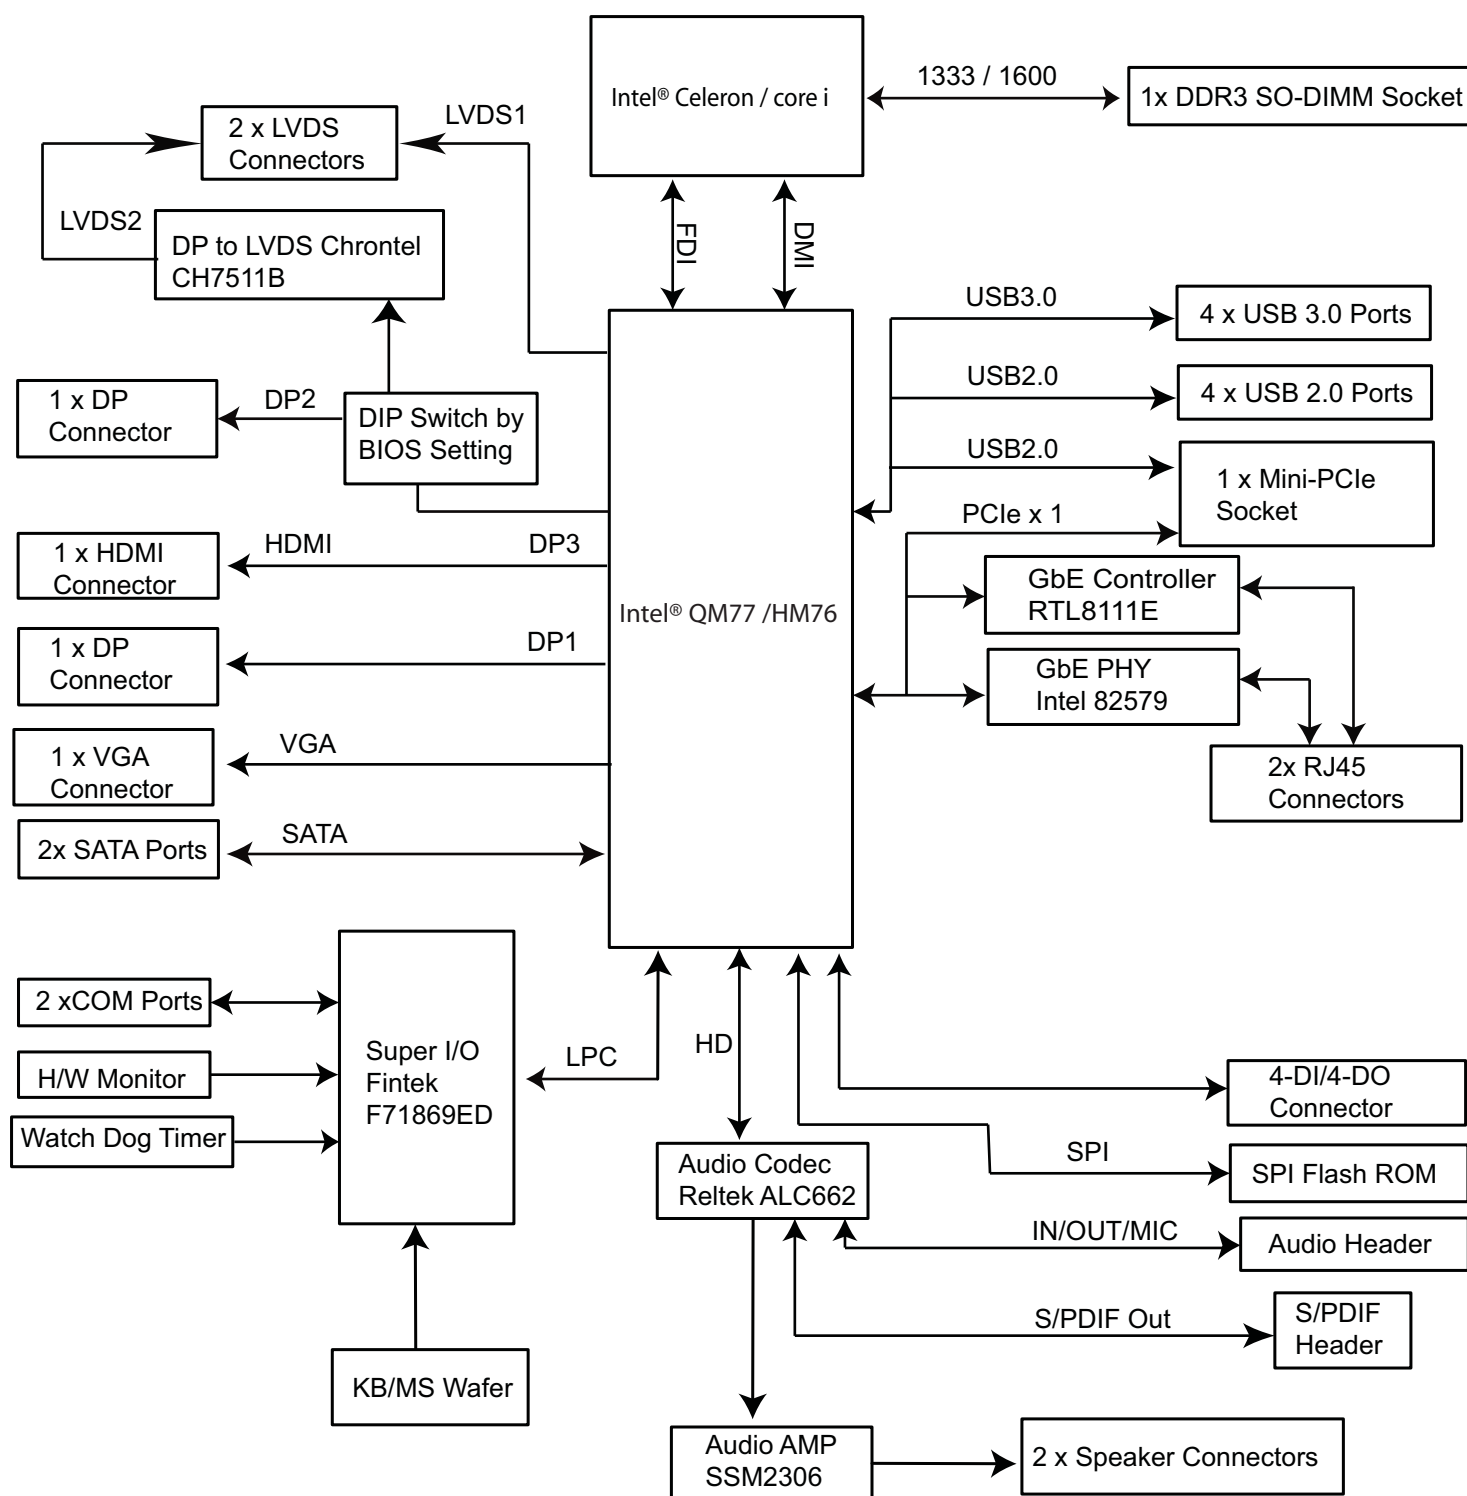 Intel® Celeron / core i
1333 / 1600
1x DDR3 SO-DIMM Socket
LVDS1
2 x LVDS
Connectors
LVDS2
DP to LVDS Chrontel
CH7511B
FDI
DMI
USB3.0
4 x USB 3.0 Ports
USB2.0
4 x USB 2.0 Ports
1 x DP
Connector
DP2
DIP Switch by
BIOS Setting
USB2.0
1 x Mini-PCIe
Socket
PCIe x 1
1 x HDMI
Connector
HDMI
DP3
GbE Controller
RTL8111E
Intel® QM77 /HM76
1 x DP
Connector
DP1
GbE PHY
Intel 82579
1 x VGA
Connector
VGA
2x RJ45
Connectors
2x SATA Ports
SATA
2 xCOM Ports
H/W Monitor
Watch Dog Timer
Super I/O
Fintek
F71869ED
LPC
HD
4-DI/4-DO
Connector
SPI
SPI Flash ROM
Audio Codec
Reltek ALC662
IN/OUT/MIC
Audio Header
S/PDIF Out
S/PDIF
Header
KB/MS Wafer
Audio AMP
SSM2306
2 x Speaker Connectors